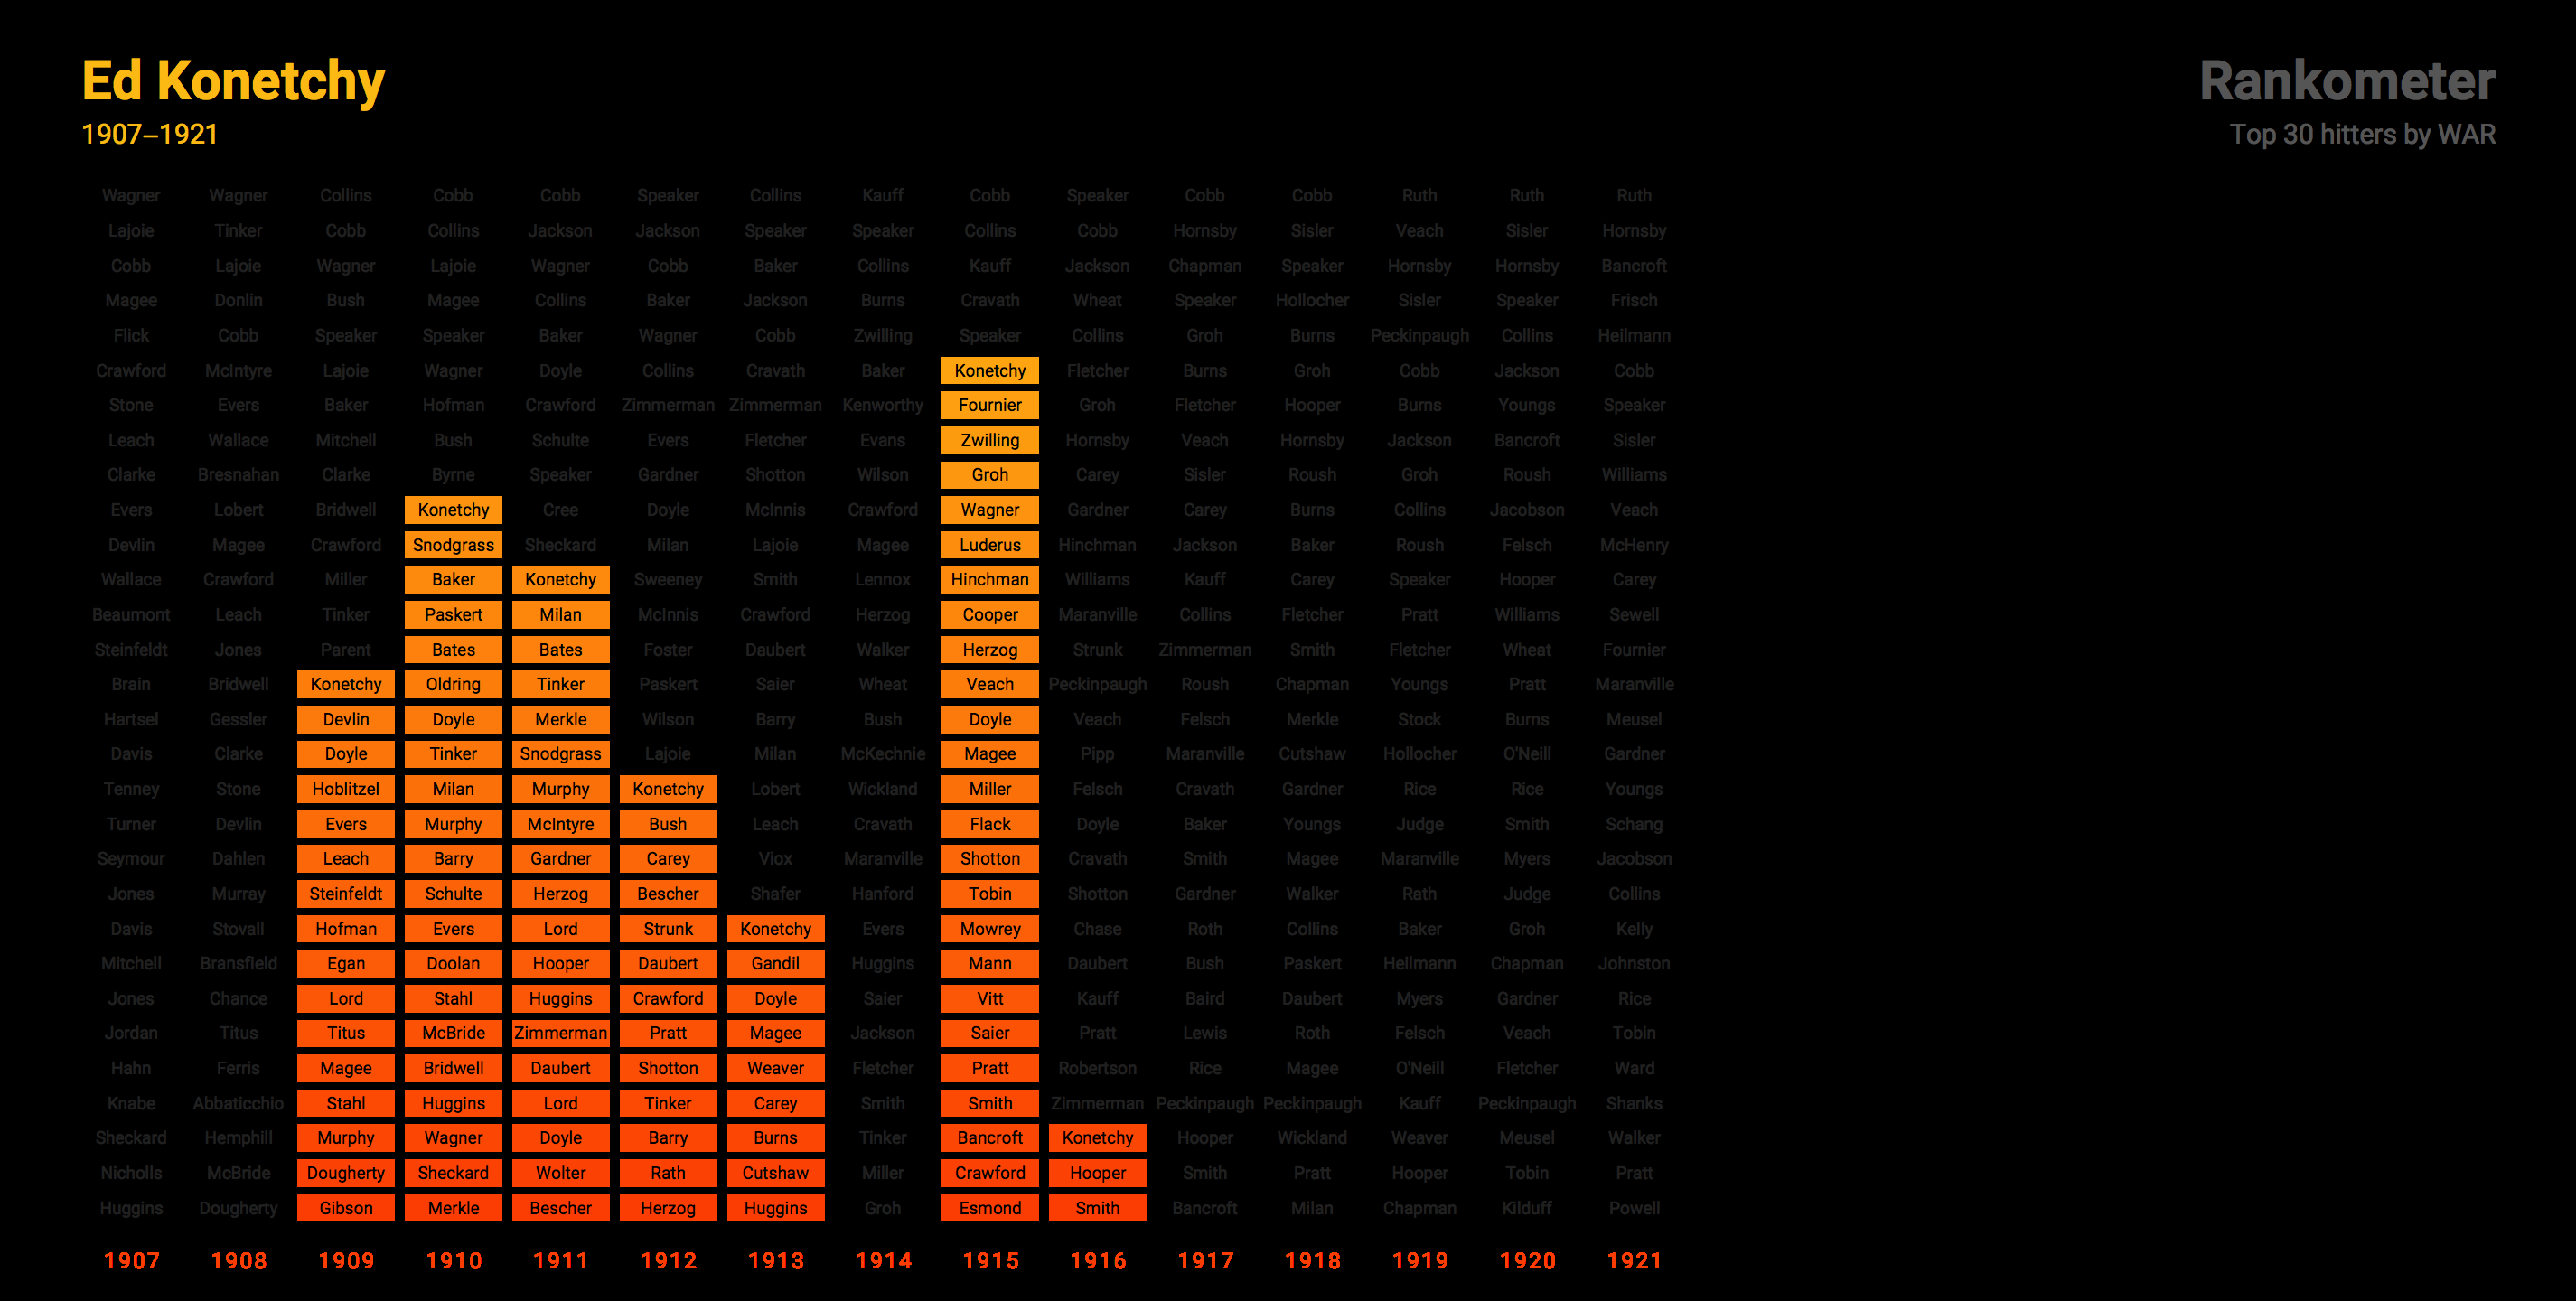 Ed Konetchy
1907–1921
Rankometer
Top 30 hitters by WAR
Wagner Wagner Collins Cobb Cobb Speaker Collins Kauff Cobb Speaker Cobb Cobb Ruth Ruth Ruth
Lajoie Tinker Cobb Collins Jackson Jackson Speaker Speaker Collins Cobb Hornsby Sisler Veach Sisler Hornsby
Cobb Lajoie Wagner Lajoie Wagner Cobb Baker Collins Kauff Jackson Chapman Speaker Hornsby Hornsby Bancroft
Magee Donlin Bush Magee Collins Baker Jackson Burns Cravath Wheat Speaker Hollocher Sisler Speaker Frisch
Flick Cobb Speaker Speaker Baker Wagner Cobb Zwilling Speaker Collins Groh Burns Peckinpaugh Collins Heilmann
Crawford McIntyre Lajoie Wagner Doyle Collins Cravath Baker Konetchy Fletcher Burns Groh Cobb Jackson Cobb
Stone Evers Baker Hofman Crawford Zimmerman Zimmerman Kenworthy Fournier Groh Fletcher Hooper Burns Youngs Speaker
Leach Wallace Mitchell Bush Schulte Evers Fletcher Evans Zwilling Hornsby Veach Hornsby Jackson Bancroft Sisler
Clarke Bresnahan Clarke Byrne Speaker Gardner Shotton Wilson Groh Carey Sisler Roush Groh Roush Williams
Evers Lobert Bridwell Konetchy Cree Doyle McInnis Crawford Wagner Gardner Carey Burns Collins Jacobson Veach
Devlin Magee Crawford Snodgrass Sheckard Milan Lajoie Magee Luderus Hinchman Jackson Baker Roush Felsch McHenry
Wallace Crawford Miller Baker Konetchy Sweeney Smith Lennox Hinchman Williams Kauff Carey Speaker Hooper Carey
Beaumont Leach Tinker Paskert Milan McInnis Crawford Herzog Cooper Maranville Collins Fletcher Pratt Williams Sewell
Steinfeldt Jones Parent Bates Bates Foster Daubert Walker Herzog Strunk Zimmerman Smith Fletcher Wheat Fournier
Brain Bridwell Konetchy Oldring Tinker Paskert Saier Wheat Veach Peckinpaugh Roush Chapman Youngs Pratt Maranville
Hartsel Gessler Devlin Doyle Merkle Wilson Barry Bush Doyle Veach Felsch Merkle Stock Burns Meusel
Davis Clarke Doyle Tinker Snodgrass Lajoie Milan McKechnie Magee Pipp Maranville Cutshaw Hollocher O'Neill Gardner
Tenney Stone Hoblitzel Milan Murphy Konetchy Lobert Wickland Miller Felsch Cravath Gardner Rice Rice Youngs
Turner Devlin Evers Murphy McIntyre Bush Leach Cravath Flack Doyle Baker Youngs Judge Smith Schang
Seymour Dahlen Leach Barry Gardner Carey Viox Maranville Shotton Cravath Smith Magee Maranville Myers Jacobson
Jones Murray Steinfeldt Schulte Herzog Bescher Shafer Hanford Tobin Shotton Gardner Walker Rath Judge Collins
Davis Stovall Hofman Evers Lord Strunk Konetchy Evers Mowrey Chase Roth Collins Baker Groh Kelly
Mitchell Bransfield Egan Doolan Hooper Daubert Gandil Huggins Mann Daubert Bush Paskert Heilmann Chapman Johnston
Jones Chance Lord Stahl Huggins Crawford Doyle Saier Vitt Kauff Baird Daubert Myers Gardner Rice
Jordan Titus Titus McBride Zimmerman Pratt Magee Jackson Saier Pratt Lewis Roth Felsch Veach Tobin
Hahn Ferris Magee Bridwell Daubert Shotton Weaver Fletcher Pratt Robertson Rice Magee O'Neill Fletcher Ward
Knabe Abbaticchio Stahl Huggins Lord Tinker Carey Smith Smith Zimmerman Peckinpaugh Peckinpaugh Kauff Peckinpaugh Shanks
Sheckard Hemphill Murphy Wagner Doyle Barry Burns Tinker Bancroft Konetchy Hooper Wickland Weaver Meusel Walker
Nicholls McBride Dougherty Sheckard Wolter Rath Cutshaw Miller Crawford Hooper Smith Pratt Hooper Tobin Pratt
Huggins Dougherty Gibson Merkle Bescher Herzog Huggins Groh Esmond Smith Bancroft Milan Chapman Kilduff Powell
1907 1908 1909 1910 1911 1912 1913 1914 1915 1916 1917 1918 1919 1920 1921